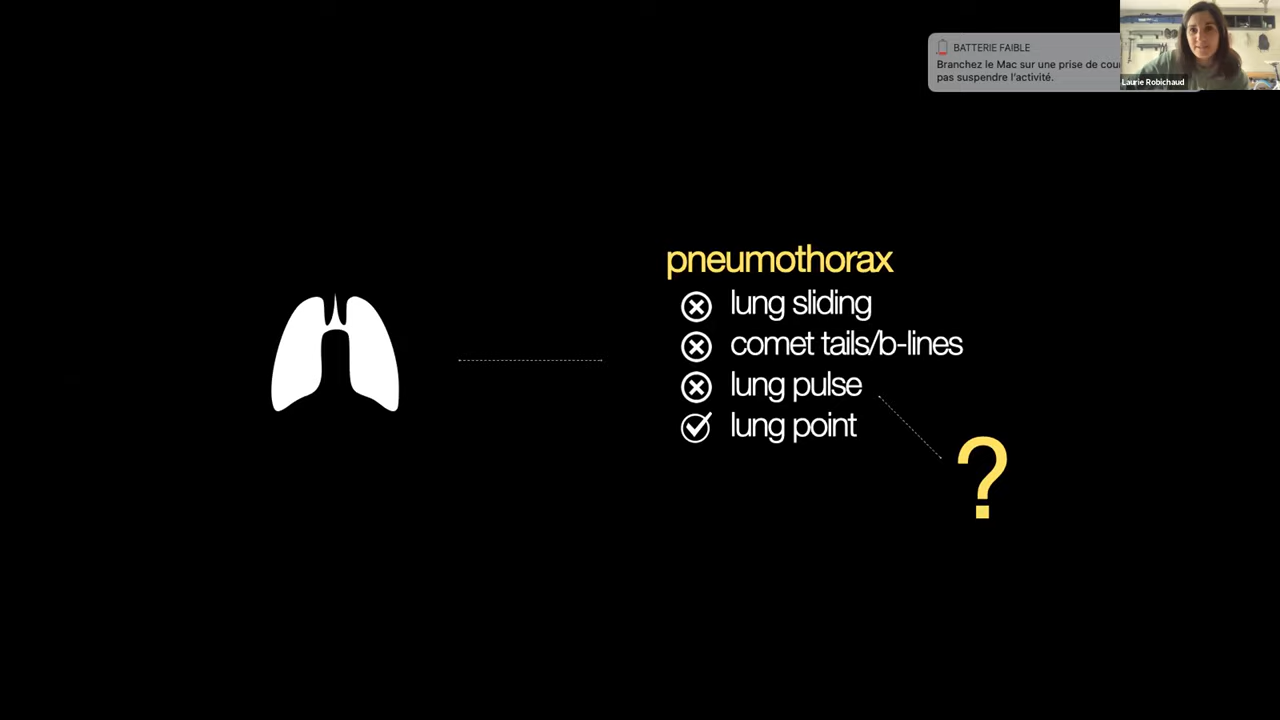 BATTERIE FAIBLE
Branchez le Mac sur une prise de
pas suspendre l'activité.
Laurie Robichaud
pneumothorax
lung sliding
comet tails/b-lines
lung pulse
lung point
?